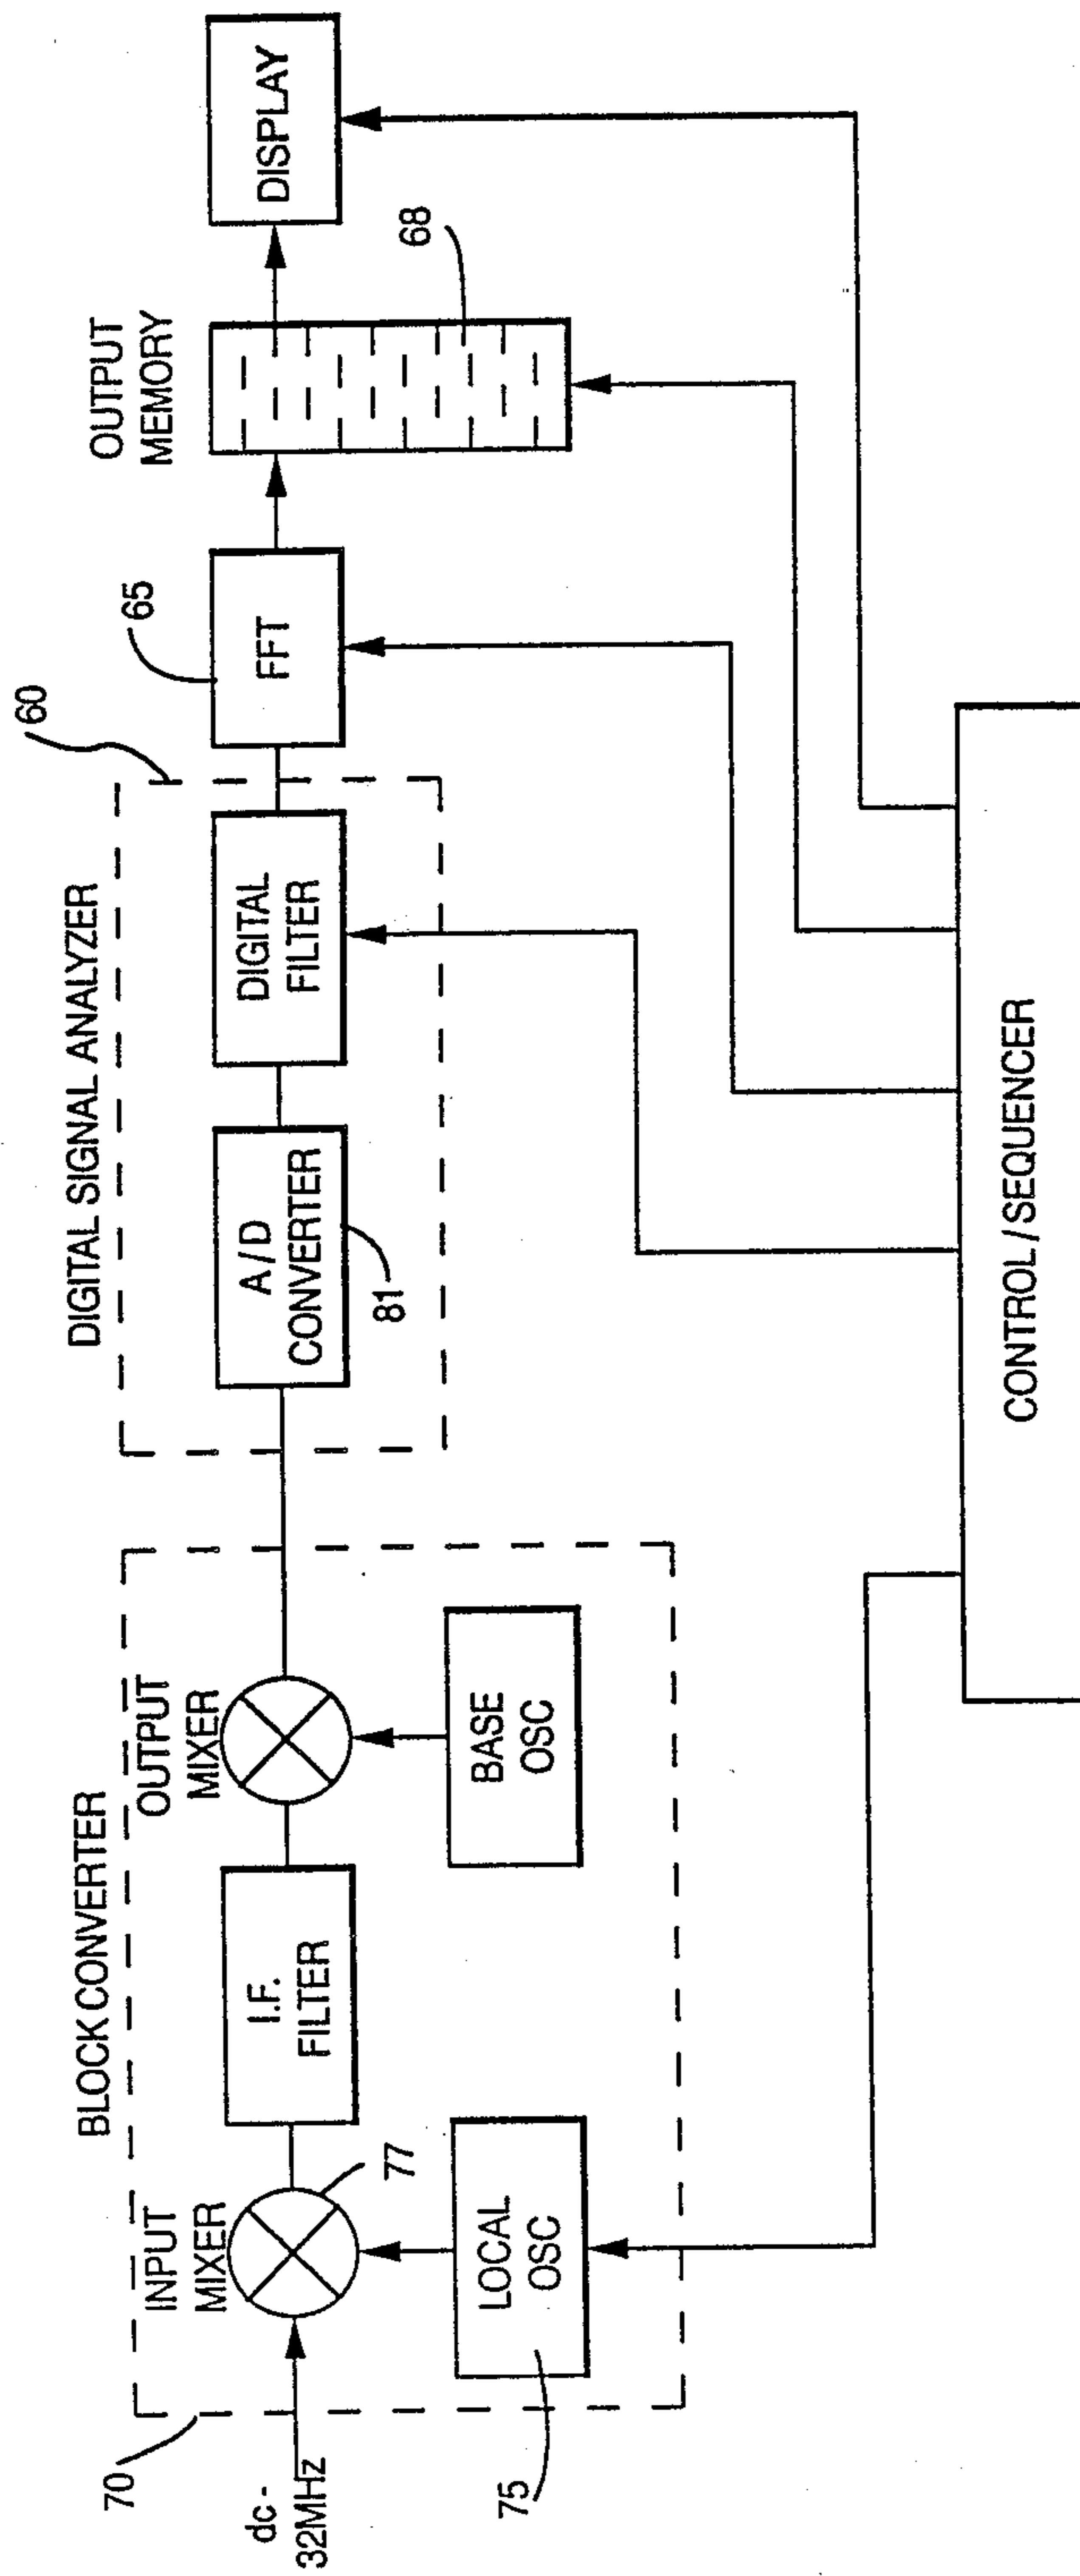 70
BLOCK CONVERTER
INPUT
MIXER
77
dc -
32MHz
LOCAL
OSC
75
I.F.
FILTER
OUTPUT
MIXER
BASE
OSC
DIGITAL SIGNAL ANALYZER
60
A/D
CONVERTER
81
DIGITAL
FILTER
65
FFT
OUTPUT
MEMORY
68
DISPLAY
CONTROL/SEQUENCER